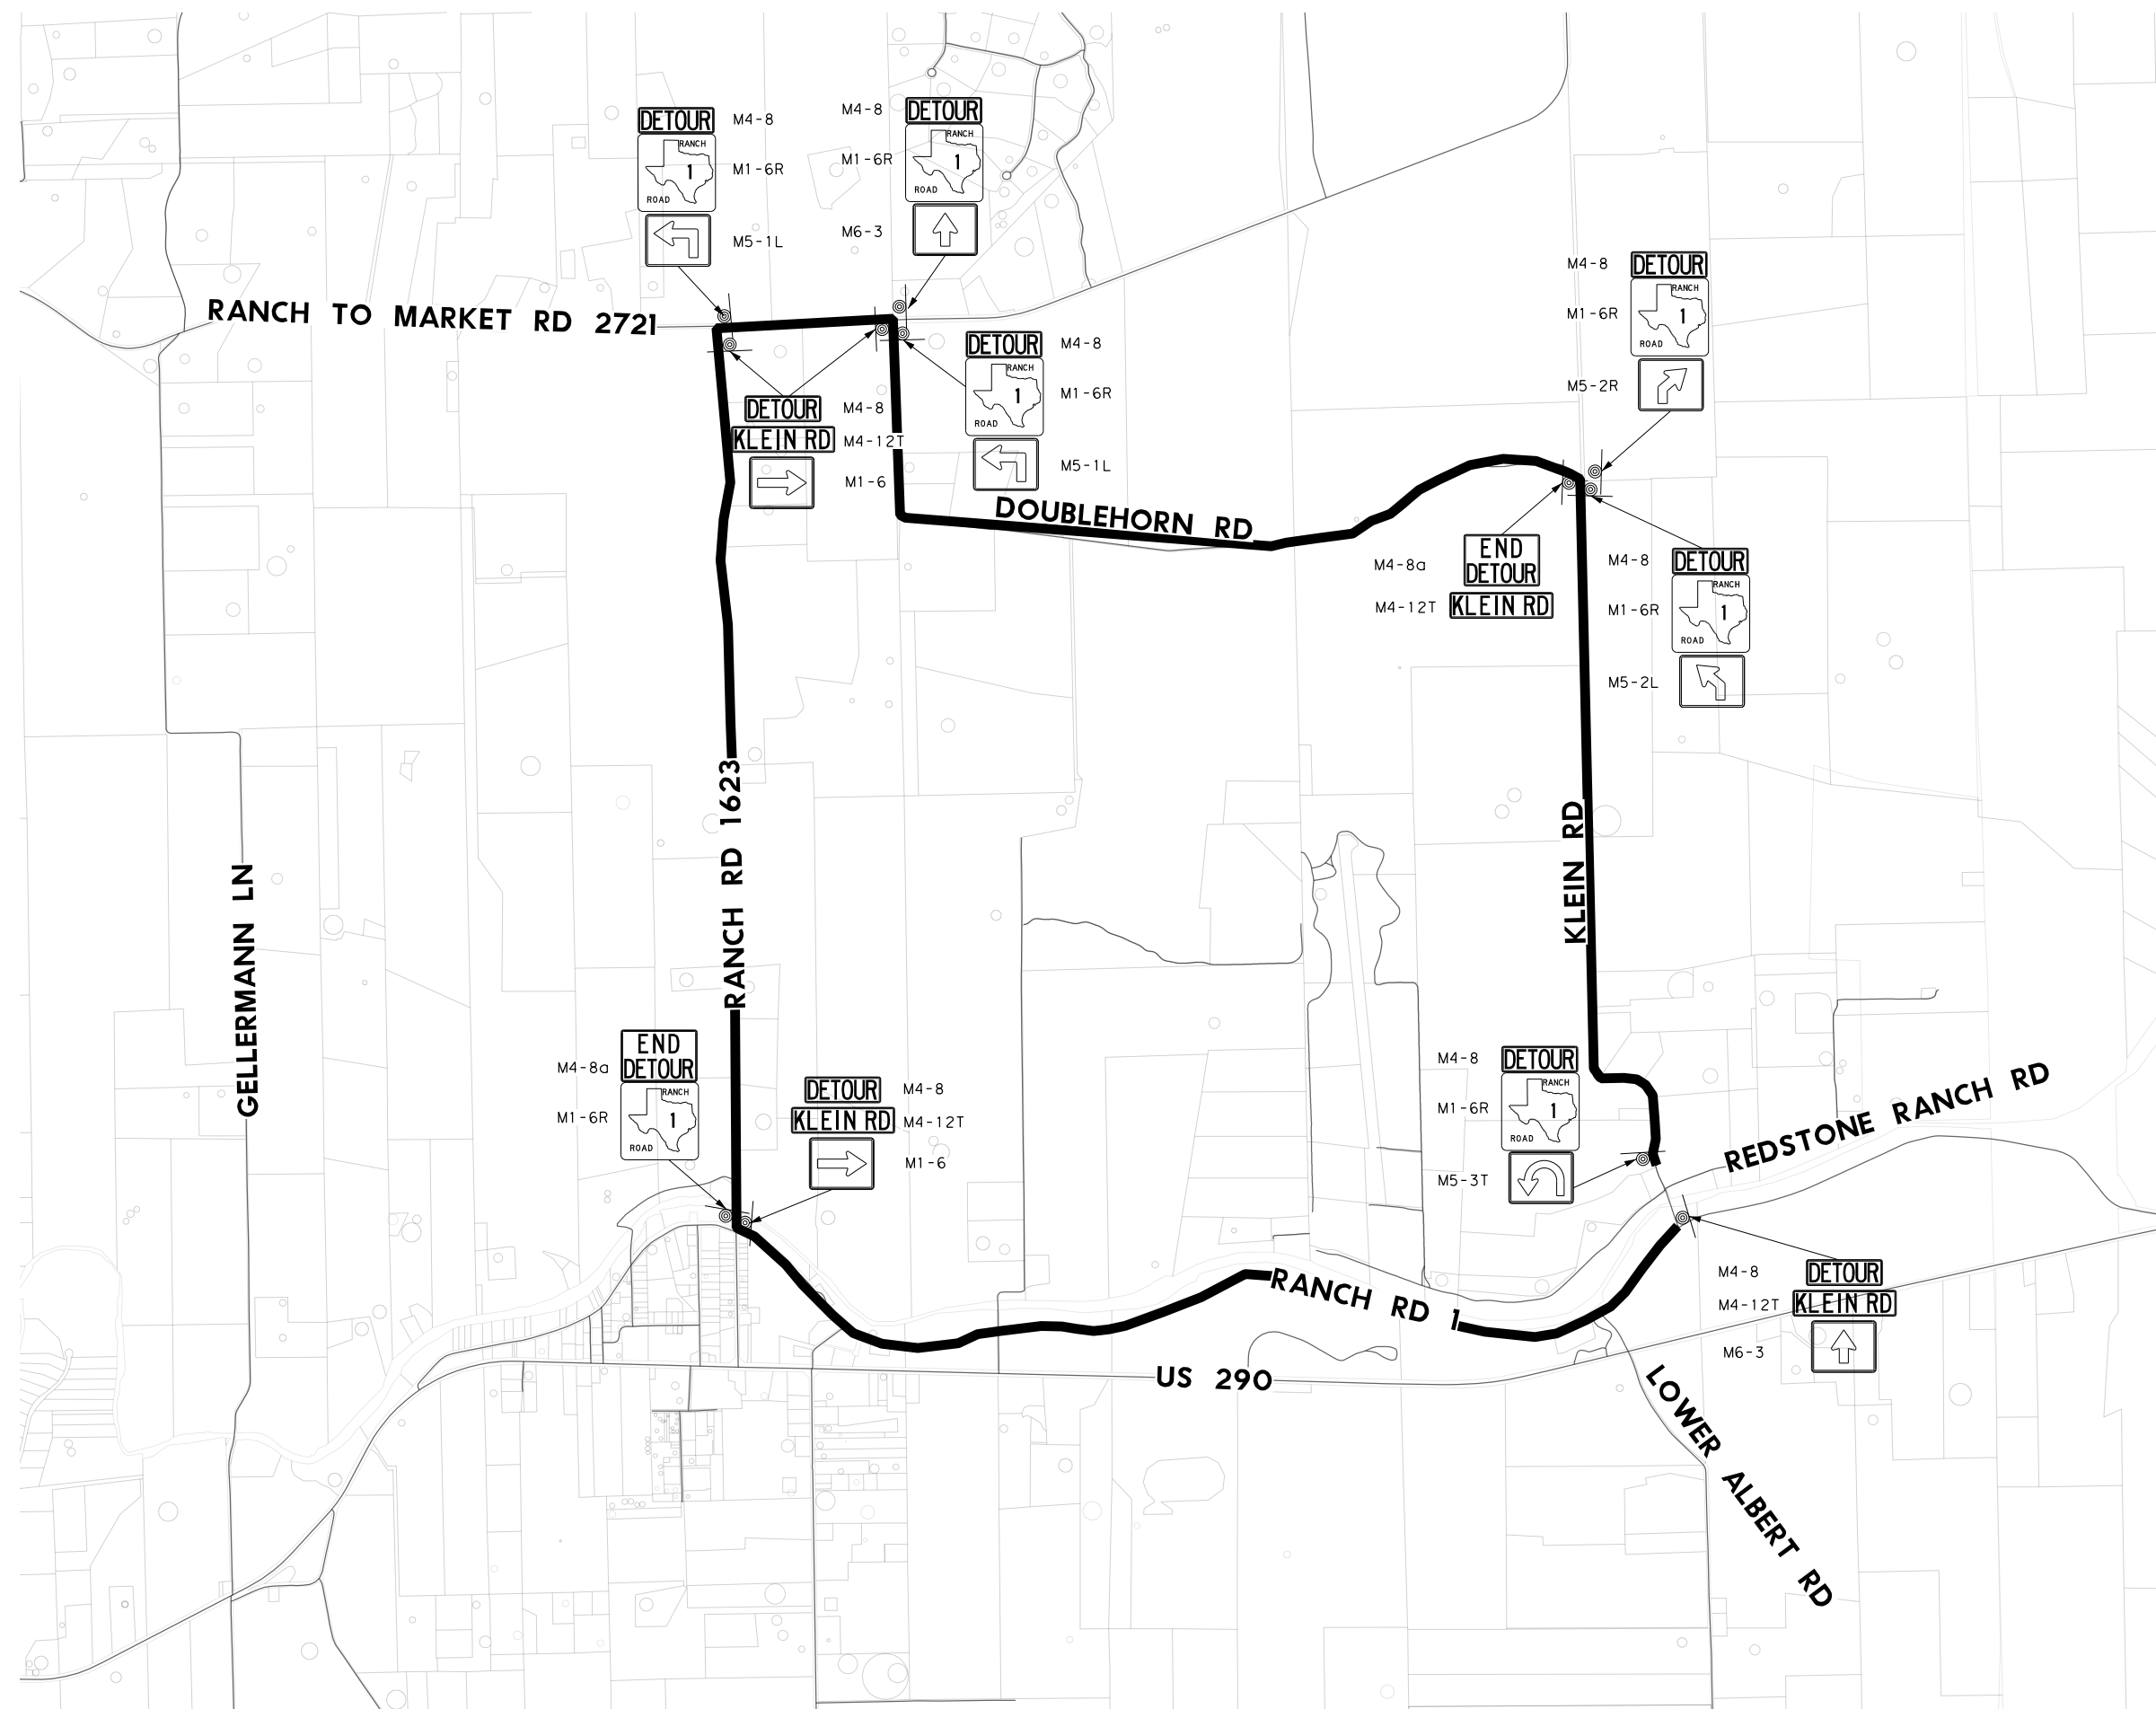 DETOUR
M4-8
RANCH
1
ROAD
M1-6R
M5-1L
M4-8
DETOUR
M1-6R
RANCH
1
ROAD
M6-3
M4-8
DETOUR
M1-6R
RANCH
1
ROAD
M5-2R
RANCH TO MARKET RD 2721
DETOUR
M4-8
RANCH
1
ROAD
M1-6R
M5-1L
DETOUR
M4-8
KLEIN RD
M4-12T
M1-6
DOUBLEHORN RD
END
DETOUR
M4-8a
M4-12T
KLEIN RD
M4-8
DETOUR
M1-6R
RANCH
1
ROAD
M5-2L
RANCH RD 1623
KLEIN RD
GELLERMANN LN
END
DETOUR
M4-8a
RANCH
1
ROAD
M1-6R
DETOUR
M4-8
KLEIN RD
M4-12T
M1-6
M4-8
DETOUR
M1-6R
RANCH
1
ROAD
M5-3T
REDSTONE RANCH RD
RANCH RD 1
M4-8
DETOUR
M4-12T
KLEIN RD
M6-3
US 290
LOWER ALBERT RD